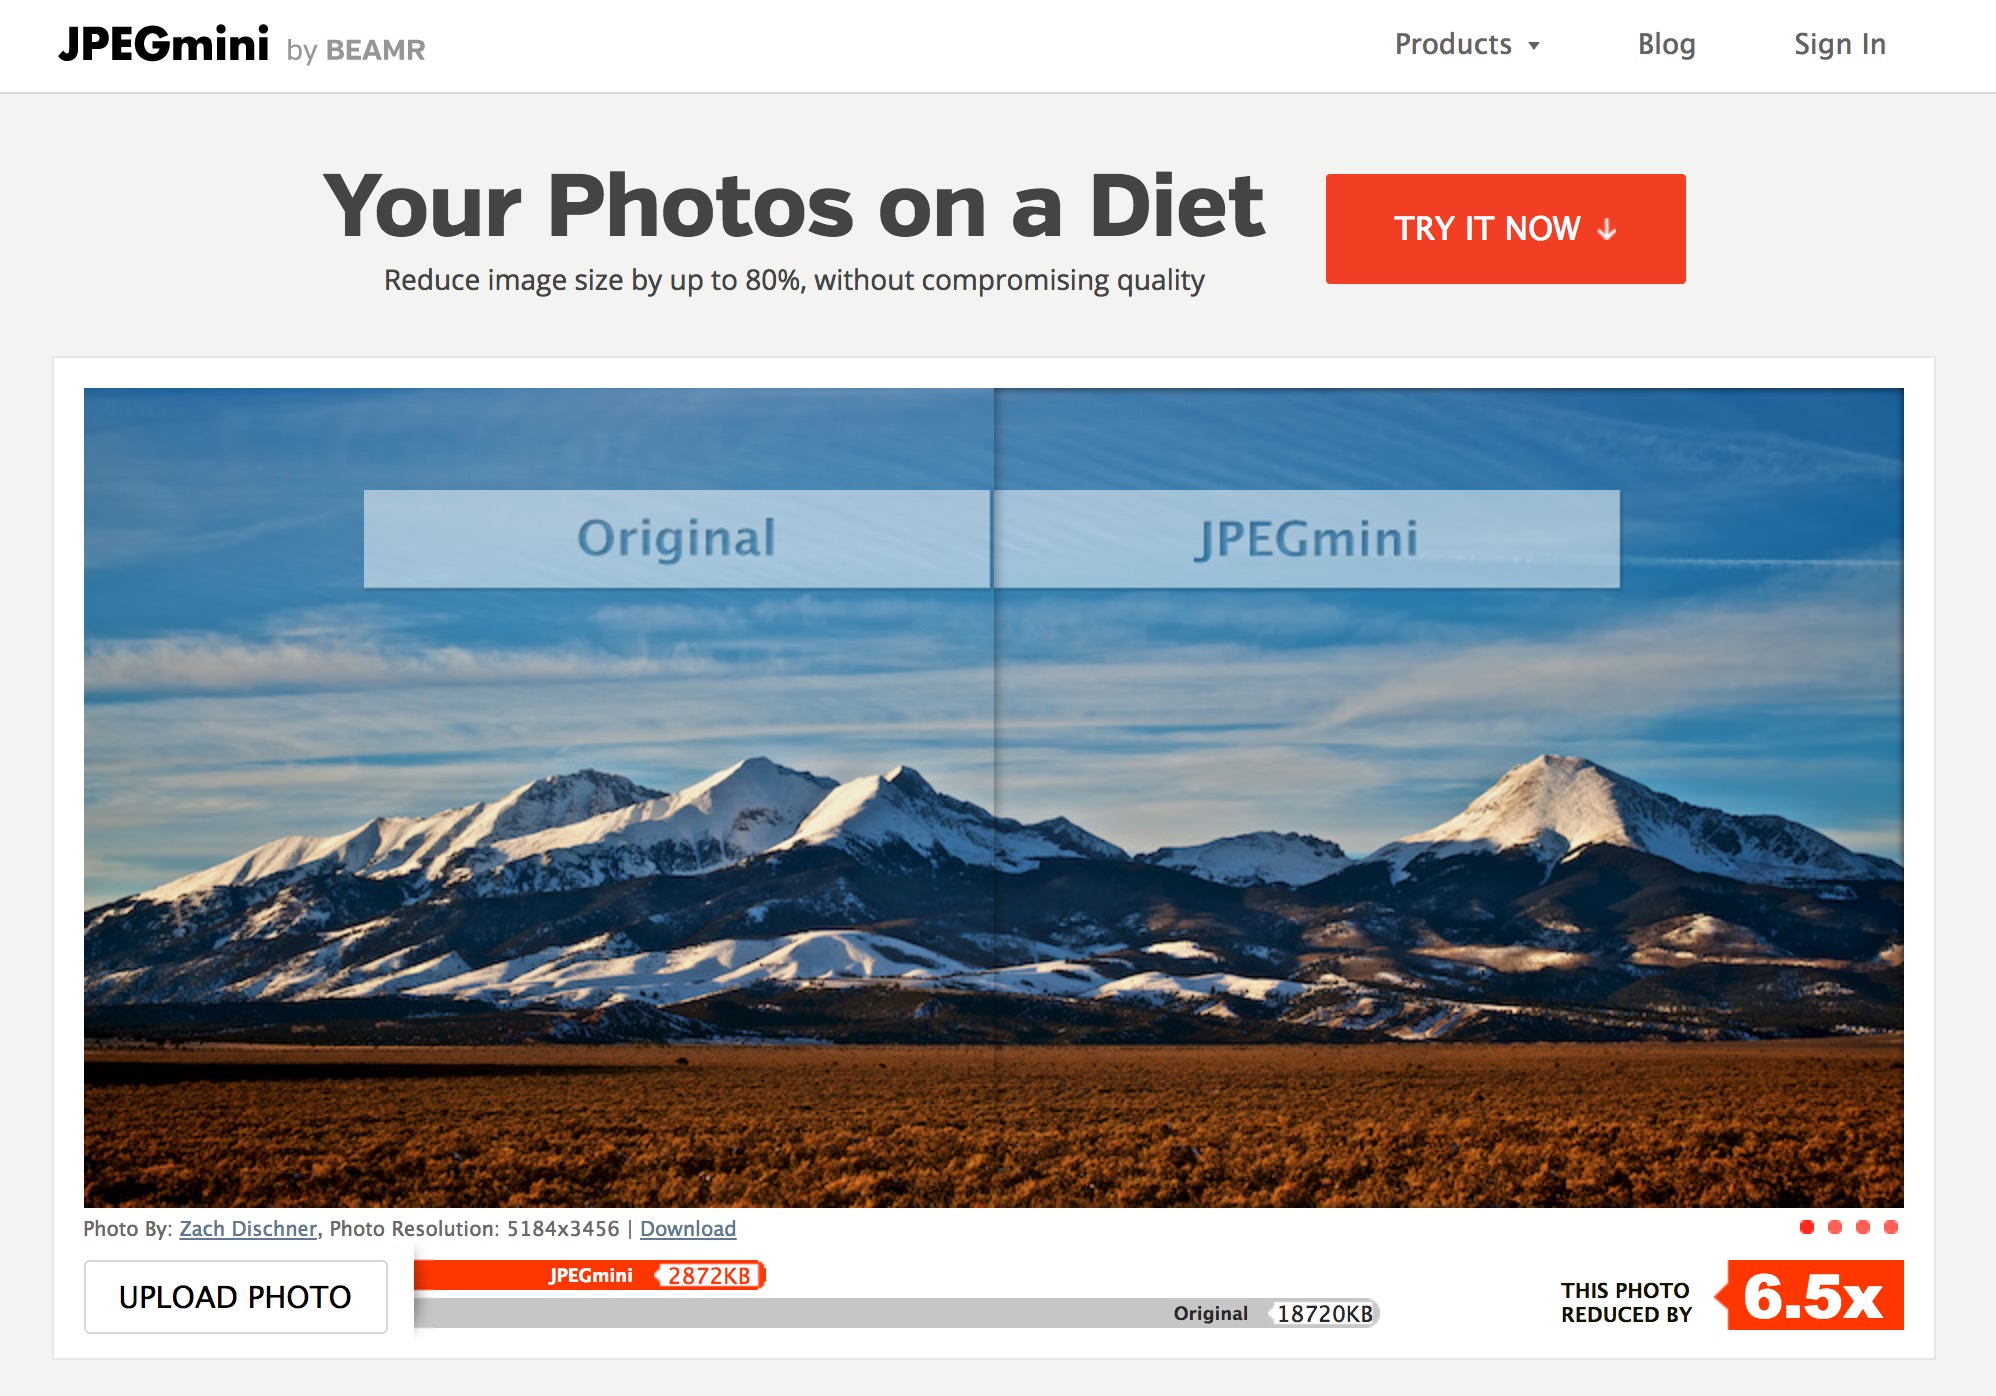 JPEGmini by BEAMR
Products Blog Sign In
Your Photos on a Diet
Reduce image size by up to 80%, without compromising quality
TRY IT NOW ↓
Original JPEGmini
Photo By: Zach Dischner, Photo Resolution: 5184x3456 | Download
UPLOAD PHOTO
JPEGmini 2872KB
Original 18720KB
THIS PHOTO
REDUCED BY
6.5x